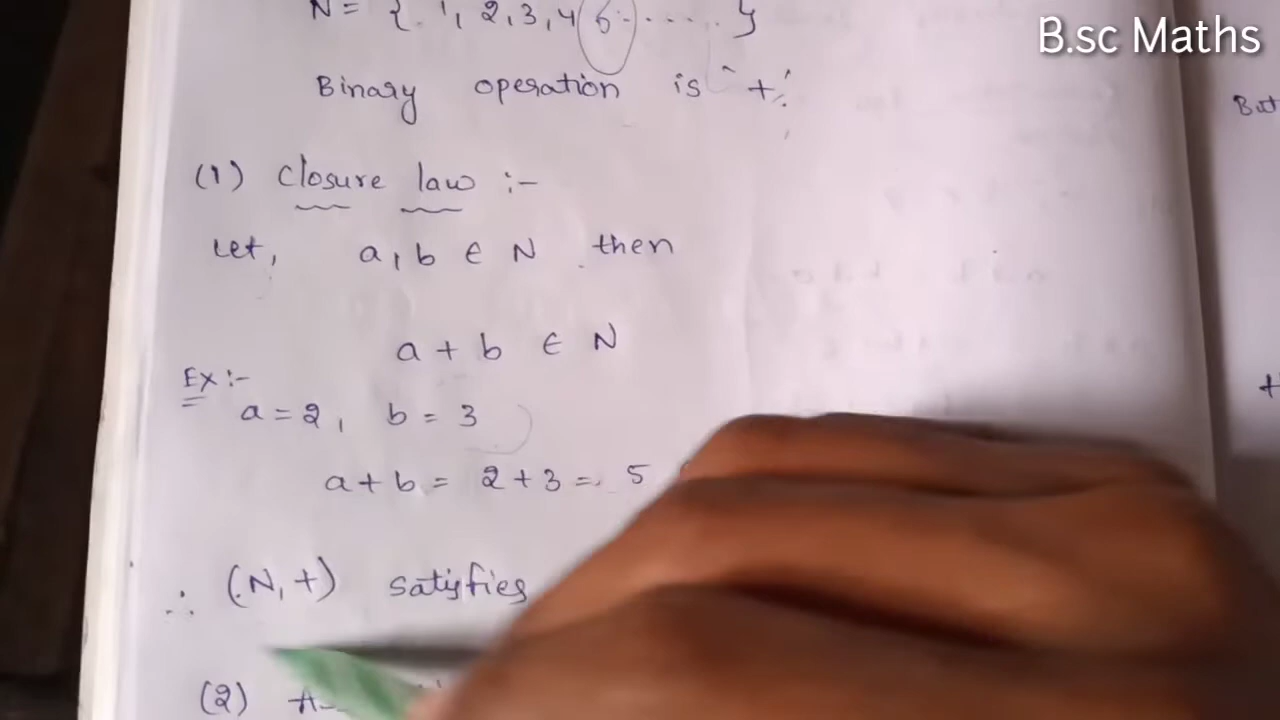 N = { 1, 2, 3, 4 5 ...... }
B.sc Maths
Binary operation is '+'.
But
(1) Closure law :-
Let, a, b ∈ N then
a + b ∈ N
Ex :-
a = 2, b = 3
+
a + b = 2 + 3 = 5
∴ (N, +) satisfies
(2)